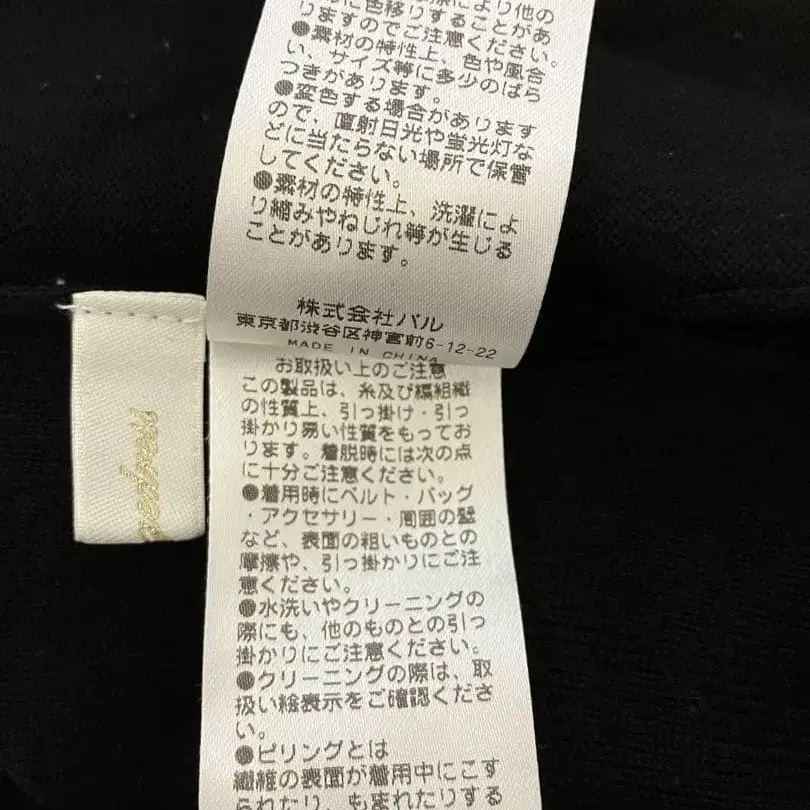 際により他の
に色移りすることがあ
りますのでご注意ください。
●素材の特性上、色や風合
い、サイズ等に多少のばら
つきがあります。
●変色する場合があります
ので、直射日光や蛍光灯な
どに当たらない場所で保管
してください。
●素材の特性上、洗濯によ
り縮みやねじれ等が生じる
ことがあります。
株式会社パル
東京都渋谷区神宮前6-12-22
MADE IN CHINA
お取扱い上のご注意
この製品は、糸及び編組織
の性質上、引っ掛け・引っ
掛かり易い性質をもってお
ります。着脱時には次の点
に十分ご注意ください。
●着用時にベルト・バッグ
・アクセサリー・周囲の壁
など、表面の粗いものとの
摩擦や、引っ掛かりにご注
意ください。
●水洗いやクリーニングの
際にも、他のものとの引っ
掛かりにご注意ください。
●クリーニングの際は、取
扱い絵表示をご確認くださ
い。
●ピリングとは
繊維の表面が着用中にこす
られたり、もまれたりする